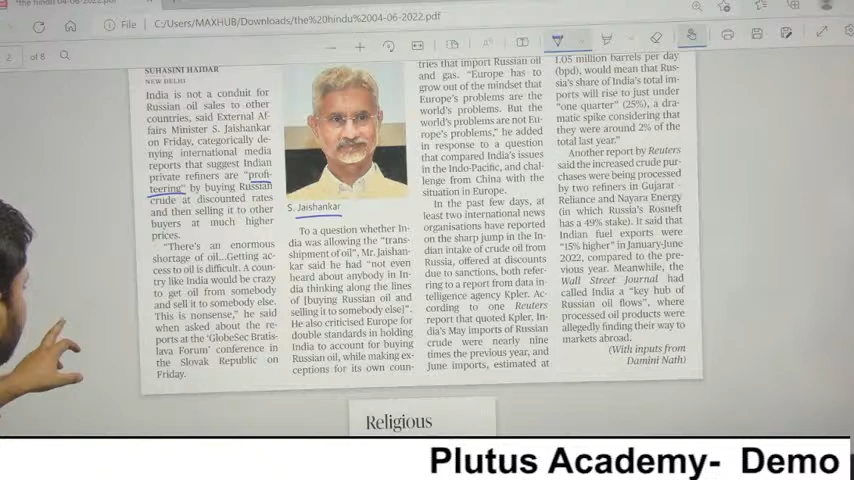 *the hindu 04-06-2022.pdf
File
C:/Users/MAXHUB/Downloads/the%20hindu%2004-06-2022.pdf
2
of 8
SUHASINI HAIDAR
NEW DELHI
India is not a conduit for
Russian oil sales to other
countries, said External Af-
fairs Minister S. Jaishankar
on Friday, categorically de-
nying international media
reports that suggest Indian
private refiners are "profi-
teering" by buying Russian
crude at discounted rates
and then selling it to other
buyers at much higher
prices.
"There's an enormous
shortage of oil...Getting ac-
cess to oil is difficult. A coun-
try like India would be crazy
to get oil from somebody
and sell it to somebody else.
This is nonsense," he said
when asked about the re-
ports at the 'GlobeSec Bratis-
lava Forum' conference in
the Slovak Republic on
Friday.
S. Jaishankar
To a question whether In-
dia was allowing the "trans-
shipment of oil", Mr. Jaishan-
kar said he had "not even
heard about anybody in In-
dia thinking along the lines
of [buying Russian oil and
selling it to somebody else]".
He also criticised Europe for
double standards in holding
India to account for buying
Russian oil, while making ex-
ceptions for its own coun-
tries that import Russian oil
and gas. "Europe has to
grow out of the mindset that
Europe's problems are the
world's problems. But the
world's problems are not Eu-
rope's problems," he added
in response to a question
that compared India's issues
in the Indo-Pacific, and chal-
lenge from China with the
situation in Europe.
In the past few days, at
least two international news
organisations have reported
on the sharp jump in the In-
dian intake of crude oil from
Russia, offered at discounts
due to sanctions, both refer-
ring to a report from data in-
telligence agency Kpler. Ac-
cording to one Reuters
report that quoted Kpler, In-
dia's May imports of Russian
crude were nearly nine
times the previous year, and
June imports, estimated at
1.05 million barrels per day
(bpd), would mean that Rus-
sia's share of India's total im-
ports will rise to just under
"one quarter" (25%), a dra-
matic spike considering that
they were around 2% of the
total last year.
Another report by Reuters
said the increased crude pur-
chases were being processed
by two refiners in Gujarat -
Reliance and Nayara Energy
(in which Russia's Rosneft
has a 49% stake). It said that
Indian fuel exports were
"15% higher" in January-June
2022, compared to the pre-
vious year. Meanwhile, the
Wall Street Journal had
called India a "key hub of
Russian oil flows", where
processed oil products were
allegedly finding their way to
markets abroad.
(With inputs from
Damini Nath)
Religious
Plutus Academy- Demo